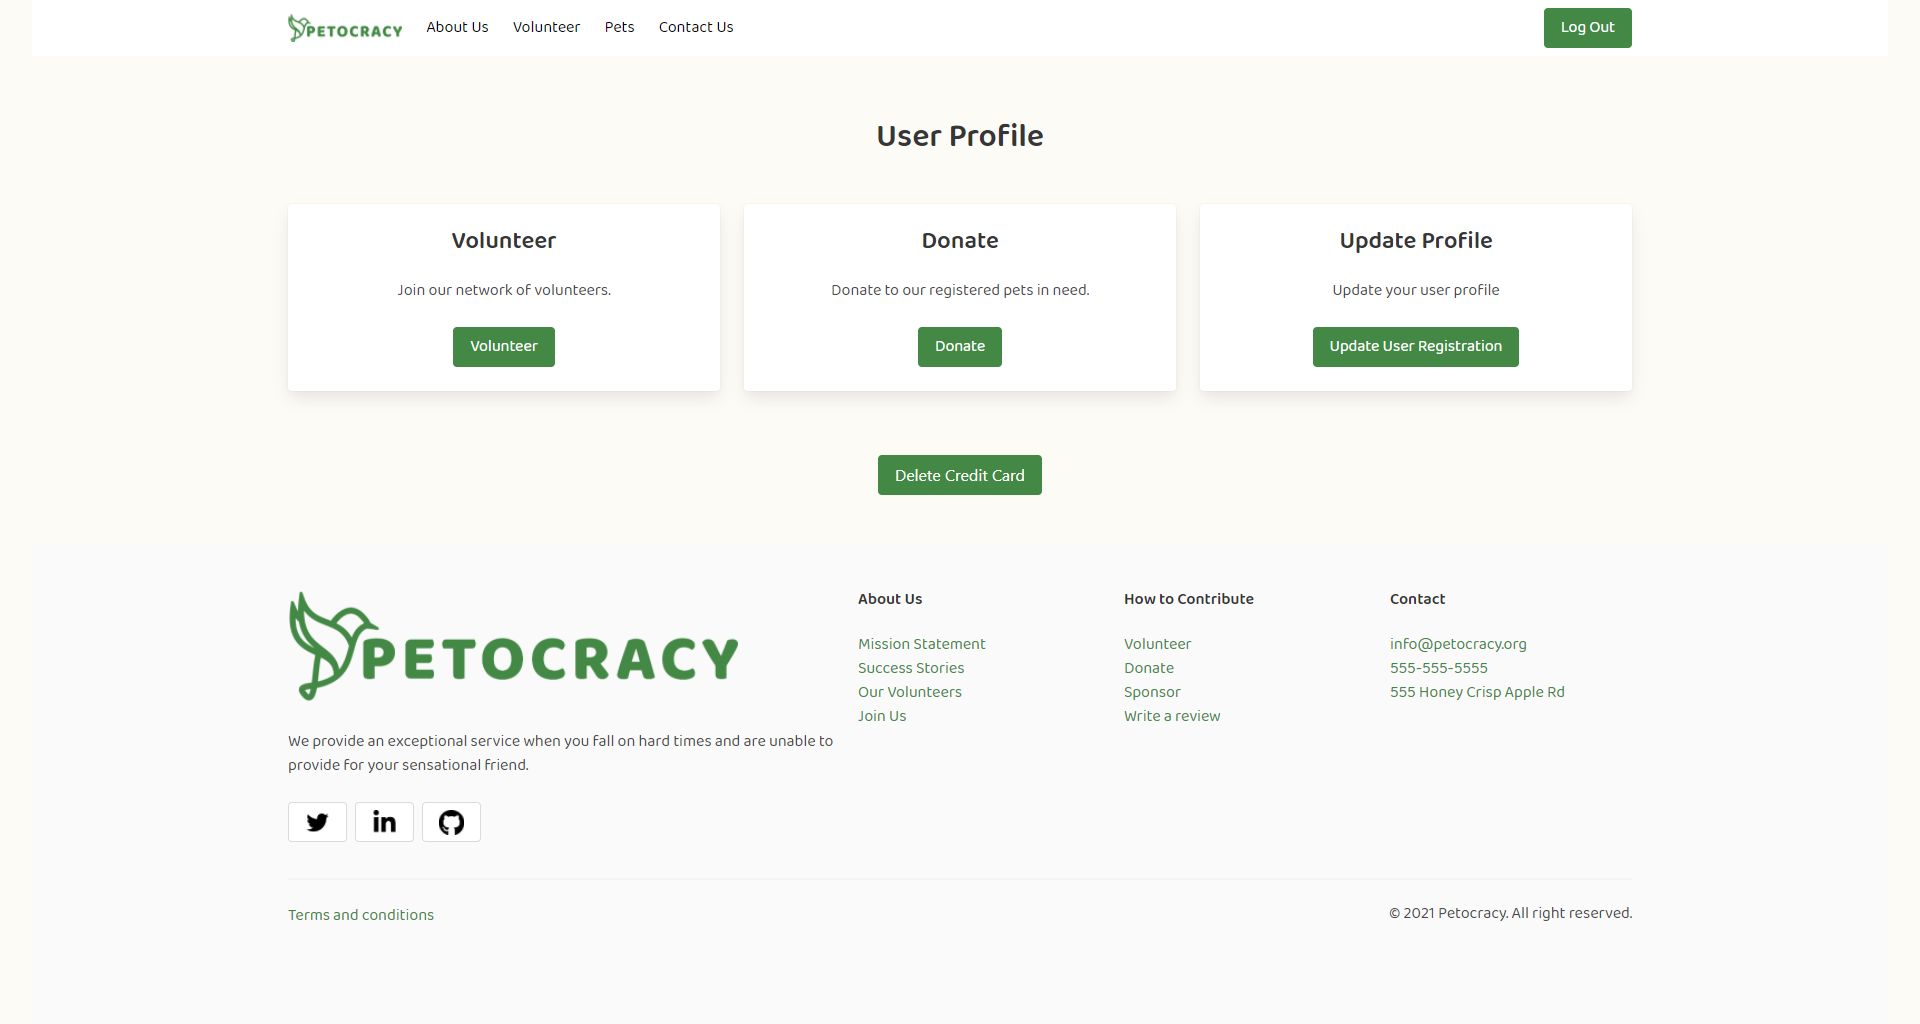 PETOCRACY About Us Volunteer Pets Contact Us Log Out
User Profile
Volunteer
Join our network of volunteers.
Volunteer
Donate
Donate to our registered pets in need.
Donate
Update Profile
Update your user profile
Update User Registration
Delete Credit Card
PETOCRACY
We provide an exceptional service when you fall on hard times and are unable to
provide for your sensational friend.
About Us
Mission Statement
Success Stories
Our Volunteers
Join Us
How to Contribute
Volunteer
Donate
Sponsor
Write a review
Contact
info@petocracy.org
555-555-5555
555 Honey Crisp Apple Rd
in
Terms and conditions
© 2021 Petocracy. All right reserved.